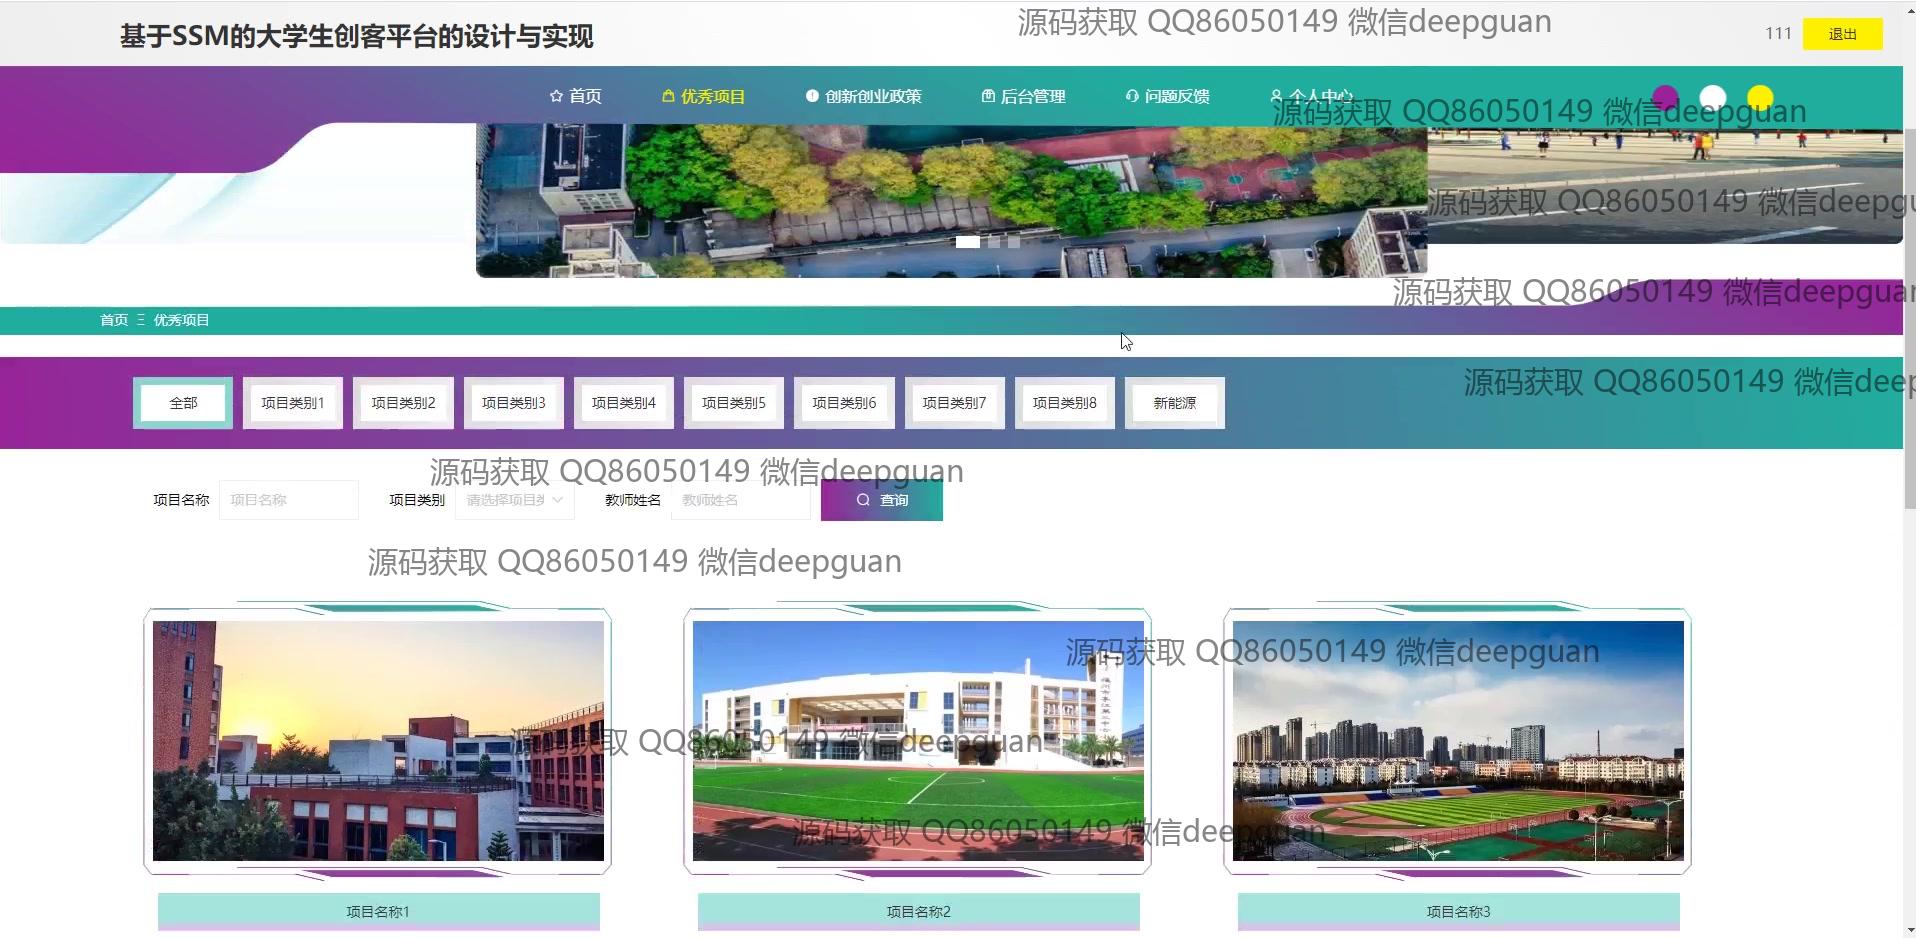 基于SSM的大学生创客平台的设计与实现
源码获取 QQ86050149 微信deepguan
111
退出
首页
优秀项目
创新创业政策
后台管理
问题反馈
个人中心
源码获取 QQ86050149 微信deepguan
源码获取 QQ86050149 微信deepgu
源码获取 QQ86050149 微信deepguan
首页 Ξ 优秀项目
源码获取 QQ86050149 微信deep
全部
项目类别1
项目类别2
项目类别3
项目类别4
项目类别5
项目类别6
项目类别7
项目类别8
新能源
源码获取 QQ86050149 微信deepguan
项目名称
项目名称
项目类别
请选择项目类
教师姓名
教师姓名
查询
源码获取 QQ86050149 微信deepguan
源码获取 QQ86050149 微信deepguan
源码获取 QQ86050149 微信deepguan
源码获取 QQ86050149 微信deepguan
项目名称1
项目名称2
项目名称3